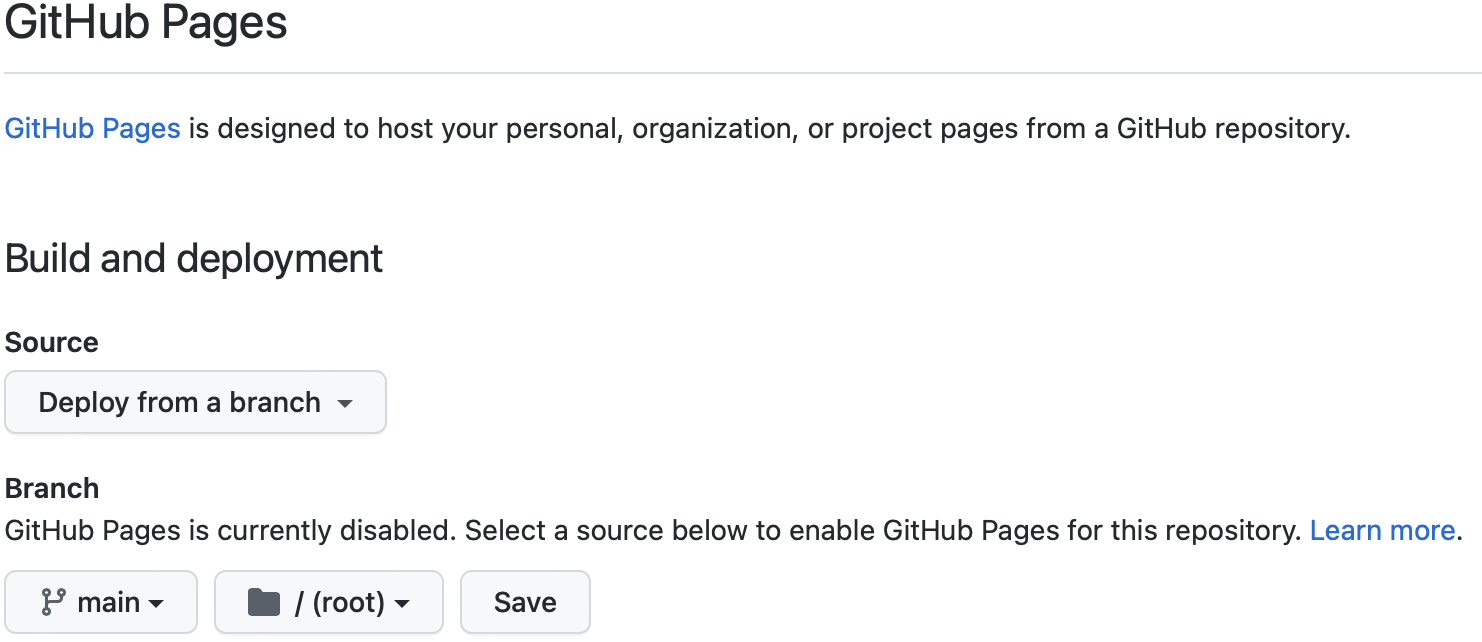 GitHub Pages
GitHub Pages is designed to host your personal, organization, or project pages from a GitHub repository.
Build and deployment
Source
Deploy from a branch
Branch
GitHub Pages is currently disabled. Select a source below to enable GitHub Pages for this repository. Learn more.
main / (root) Save